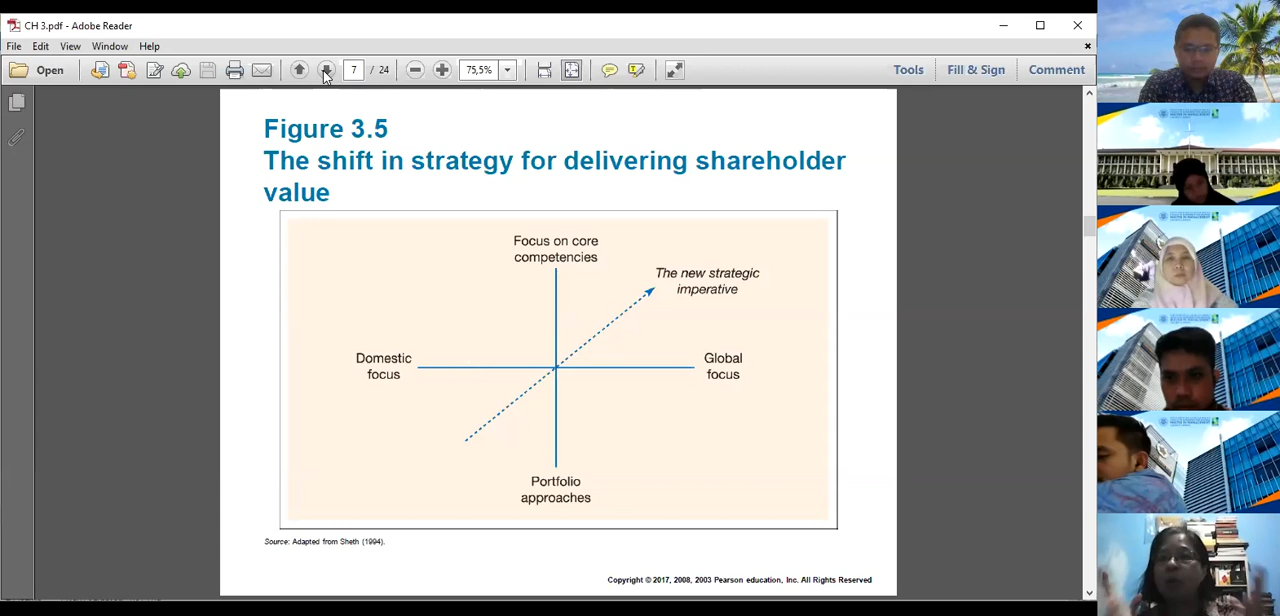 CH 3.pdf - Adobe Reader
File Edit View Window Help
Open 7 / 24 75,5% Tools Fill & Sign Comment
Figure 3.5
The shift in strategy for delivering shareholder
value
Focus on core
competencies
The new strategic
imperative
Domestic
focus
Global
focus
Portfolio
approaches
Source: Adapted from Sheth (1994).
Copyright © 2017, 2008, 2003 Pearson education, Inc. All Rights Reserved